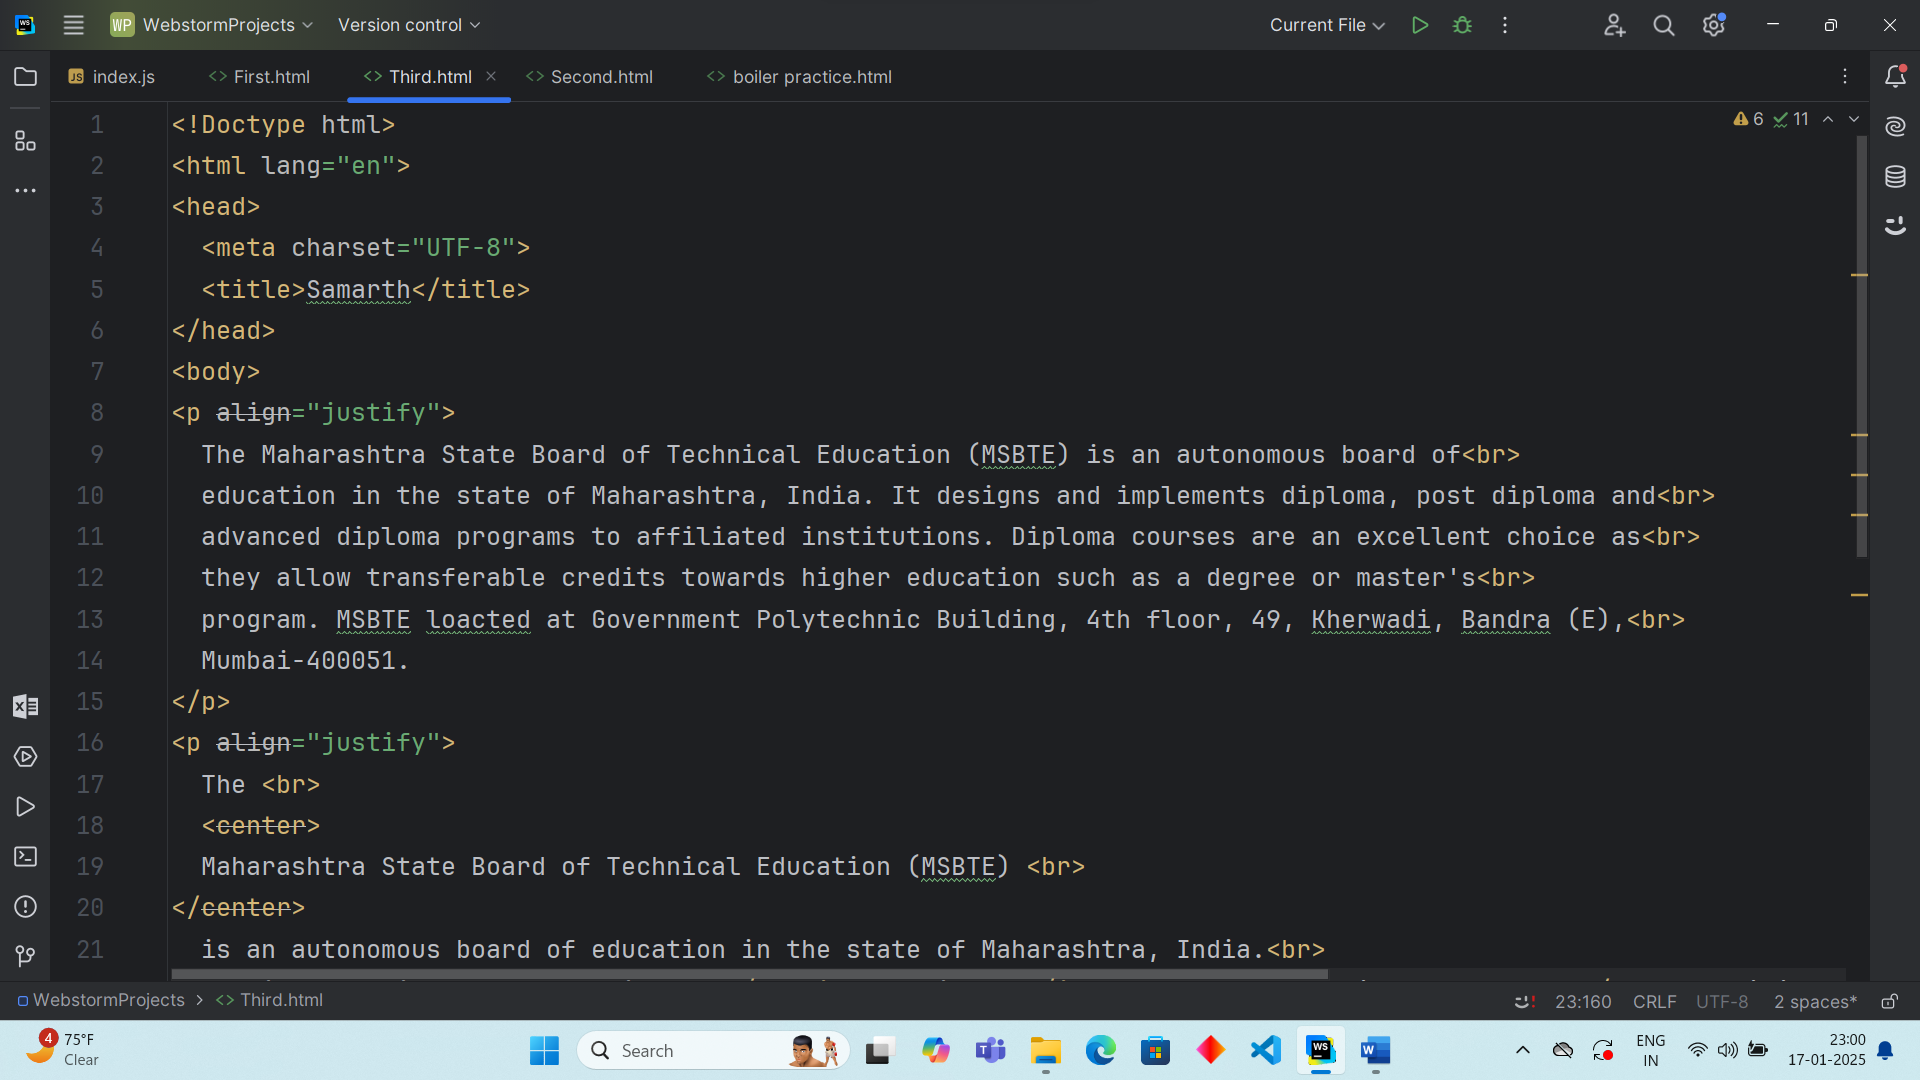 WP WebstormProjects Version control Current File
index.js First.html Third.html Second.html boiler practice.html
6 11
1 <!Doctype html>
2 <html lang="en">
3 <head>
4 <meta charset="UTF-8">
5 <title>Samarth</title>
6 </head>
7 <body>
8 <p align="justify">
9 The Maharashtra State Board of Technical Education (MSBTE) is an autonomous board of<br>
10 education in the state of Maharashtra, India. It designs and implements diploma, post diploma and<br>
11 advanced diploma programs to affiliated institutions. Diploma courses are an excellent choice as<br>
12 they allow transferable credits towards higher education such as a degree or master's<br>
13 program. MSBTE loacted at Government Polytechnic Building, 4th floor, 49, Kherwadi, Bandra (E),<br>
14 Mumbai-400051.
15 </p>
16 <p align="justify">
17 The <br>
18 <center>
19 Maharashtra State Board of Technical Education (MSBTE) <br>
20 </center>
21 is an autonomous board of education in the state of Maharashtra, India.<br>
WebstormProjects > <> Third.html 23:160 CRLF UTF-8 2 spaces*
4 75°F Clear Search ENG IN 23:00 17-01-2025